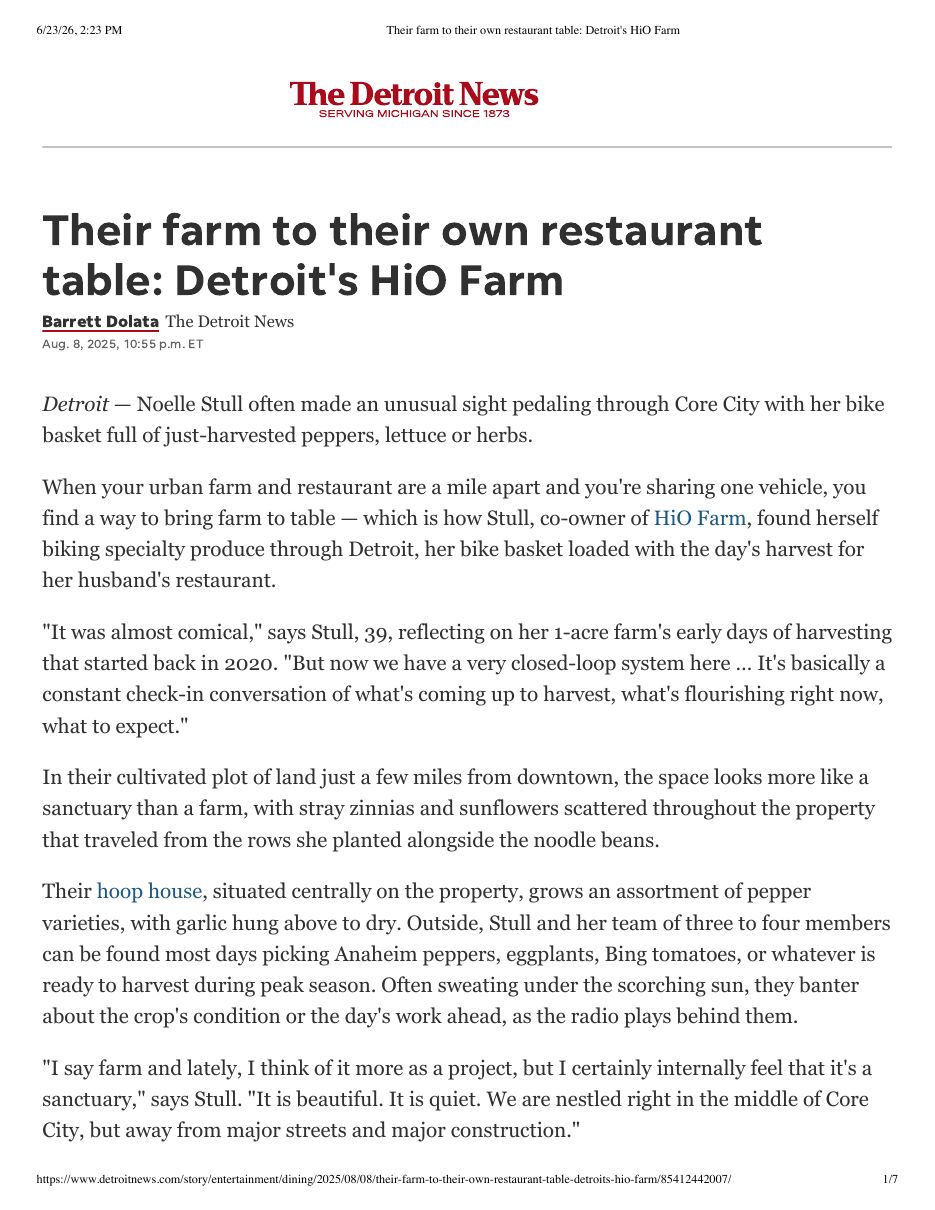 6/23/26, 2:23 PM
Their farm to their own restaurant table: Detroit's HiO Farm
The Detroit News
SERVING MICHIGAN SINCE 1873
Their farm to their own restaurant
table: Detroit's HiO Farm
Barrett Dolata The Detroit News
Aug. 8, 2025, 10:55 p.m. ET
Detroit — Noelle Stull often made an unusual sight pedaling through Core City with her bike
basket full of just-harvested peppers, lettuce or herbs.
When your urban farm and restaurant are a mile apart and you're sharing one vehicle, you
find a way to bring farm to table — which is how Stull, co-owner of HiO Farm, found herself
biking specialty produce through Detroit, her bike basket loaded with the day's harvest for
her husband's restaurant.
"It was almost comical," says Stull, 39, reflecting on her 1-acre farm's early days of harvesting
that started back in 2020. "But now we have a very closed-loop system here ... It's basically a
constant check-in conversation of what's coming up to harvest, what's flourishing right now,
what to expect."
In their cultivated plot of land just a few miles from downtown, the space looks more like a
sanctuary than a farm, with stray zinnias and sunflowers scattered throughout the property
that traveled from the rows she planted alongside the noodle beans.
Their hoop house, situated centrally on the property, grows an assortment of pepper
varieties, with garlic hung above to dry. Outside, Stull and her team of three to four members
can be found most days picking Anaheim peppers, eggplants, Bing tomatoes, or whatever is
ready to harvest during peak season. Often sweating under the scorching sun, they banter
about the crop's condition or the day's work ahead, as the radio plays behind them.
"I say farm and lately, I think of it more as a project, but I certainly internally feel that it's a
sanctuary," says Stull. "It is beautiful. It is quiet. We are nestled right in the middle of Core
City, but away from major streets and major construction."
https://www.detroitnews.com/story/entertainment/dining/2025/08/08/their-farm-to-their-own-restaurant-table-detroits-hio-farm/85412442007/
1/7